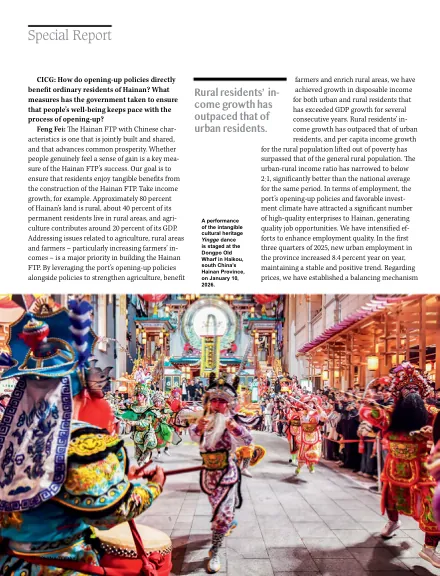 Special Report
CICG: How do opening-up policies directly
benefit ordinary residents of Hainan? What
measures has the government taken to ensure
that people's well-being keeps pace with the
process of opening-up?
Feng Fei: The Hainan FTP with Chinese char-
acteristics is one that is jointly built and shared,
and that advances common prosperity. Whether
people genuinely feel a sense of gain is a key mea-
sure of the Hainan FTP's success. Our goal is to
ensure that residents enjoy tangible benefits from
the construction of the Hainan FTP. Take income
growth, for example. Approximately 80 percent of
Hainan's land is rural, about 40 percent of its
permanent residents live in rural areas, and agri-
culture contributes around 20 percent of its GDP.
Addressing issues related to agriculture, rural areas
and farmers – particularly increasing farmers' in-
comes – is a major priority in building the Hainan
FTP. By leveraging the port's opening-up policies
alongside policies to strengthen agriculture, benefit
Rural residents' in-
come growth has
outpaced that of
urban residents.
A performance
of the intangible
cultural heritage
Yingge dance
is staged at the
Dongpo Old
Wharf in Haikou,
south China's
Hainan Province,
on January 10,
2026.
farmers and enrich rural areas, we have
achieved growth in disposable income
for both urban and rural residents that
has exceeded GDP growth for several
consecutive years. Rural residents' in-
come growth has outpaced that of urban
residents, and per capita income growth
for the rural population lifted out of poverty has
surpassed that of the general rural population. The
urban-rural income ratio has narrowed to below
2:1, significantly better than the national average
for the same period. In terms of employment, the
port's opening-up policies and favorable invest-
ment climate have attracted a significant number
of high-quality enterprises to Hainan, generating
quality job opportunities. We have intensified ef-
forts to enhance employment quality. In the first
three quarters of 2025, new urban employment in
the province increased 8.4 percent year on year,
maintaining a stable and positive trend. Regarding
prices, we have established a balancing mechanism